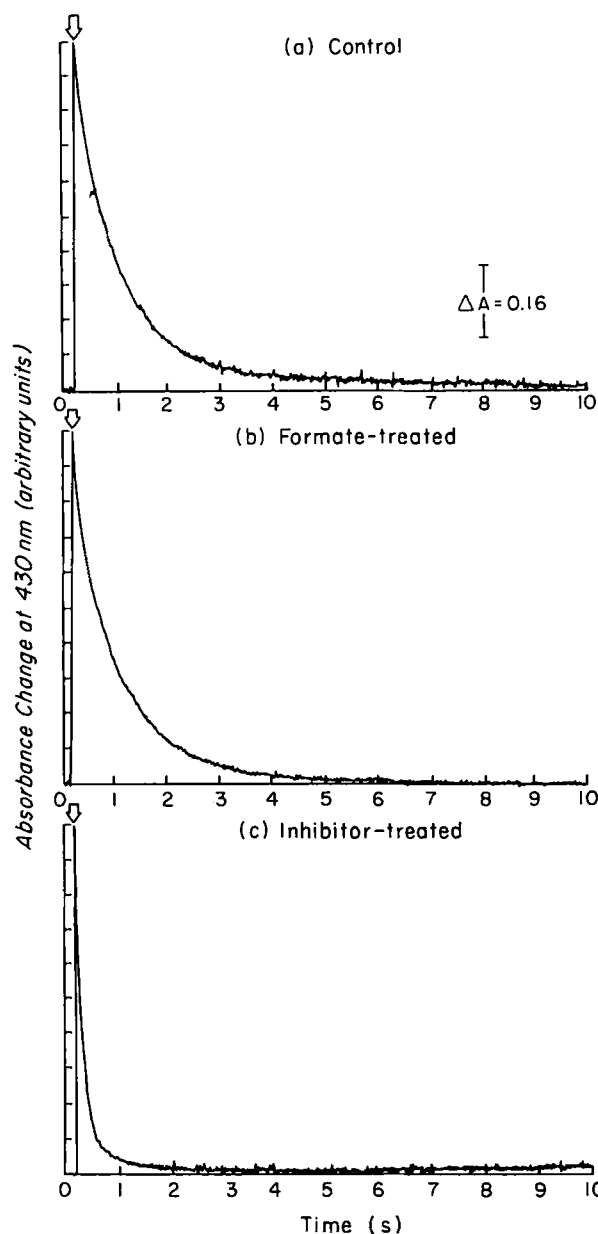 (a) Control
ΔA = 0.16
0 1 2 3 4 5 6 7 8 9 10
(b) Formate-treated
0 1 2 3 4 5 6 7 8 9 10
(c) Inhibitor-treated
0 1 2 3 4 5 6 7 8 9 10
Time (s)
Absorbance Change at 430 nm (arbitrary units)